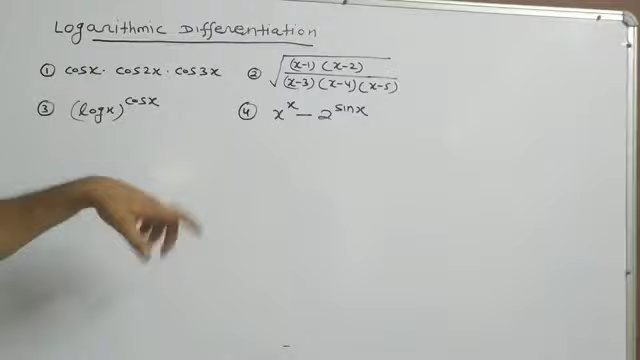 Logarithmic Differentiation
① cosx · cos2x · cos3x ② √((x-1)(x-2)/(x-3)(x-4)(x-5))
③ (logx)^cosx ④ x^x - 2^sinx